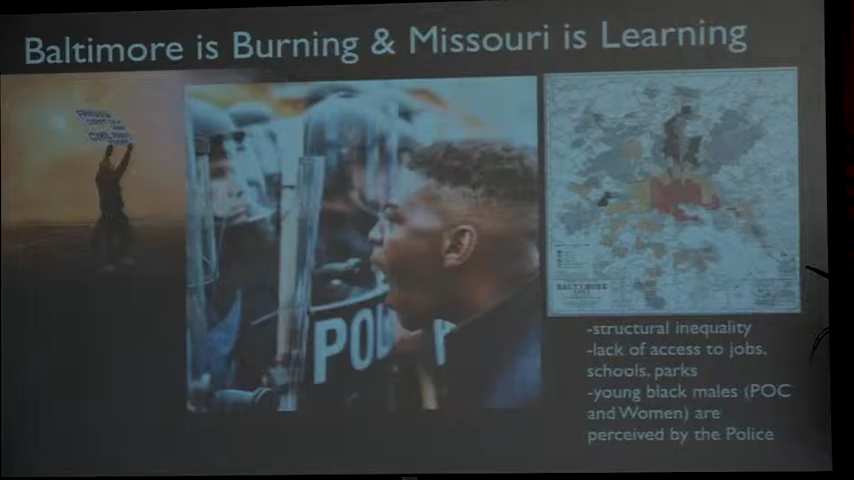 Baltimore is Burning & Missouri is Learning
POL
BALTIMORE
-structural inequality
-lack of access to jobs,
schools, parks
-young black males (POC
and Women) are
perceived by the Police